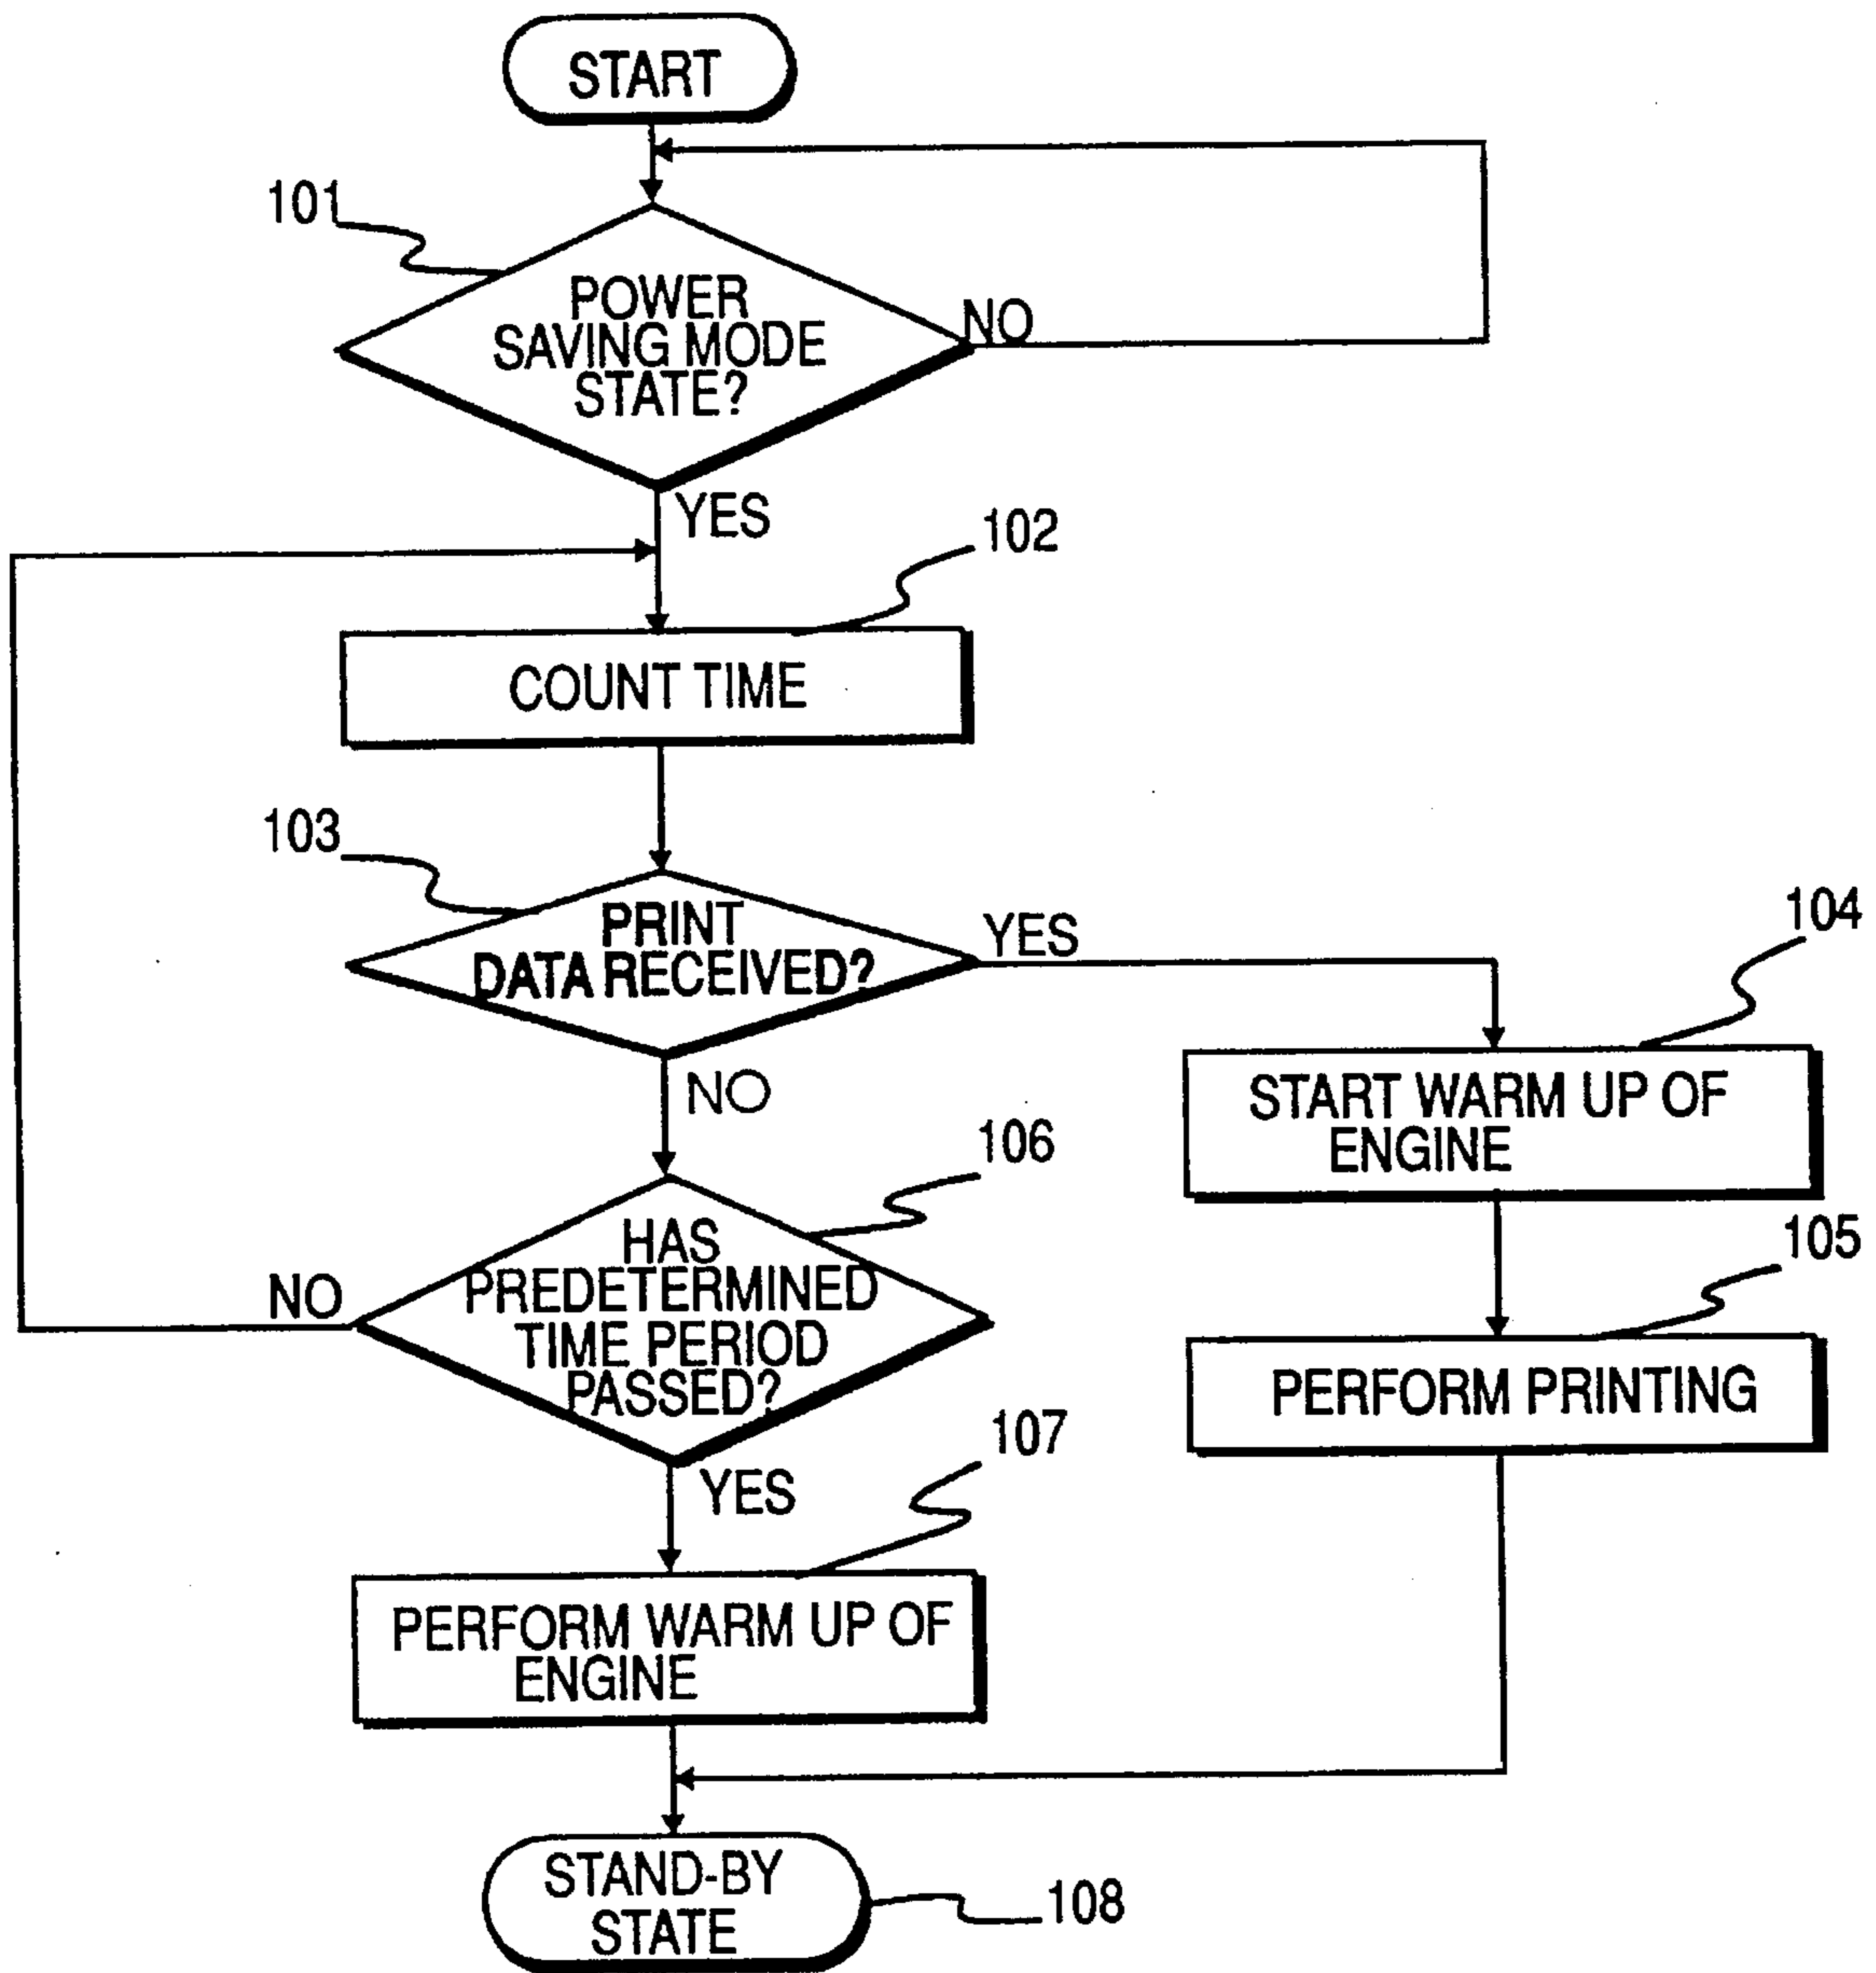 START
101
POWER
SAVING MODE
STATE?
NO
YES
102
COUNT TIME
103
PRINT
DATA RECEIVED?
YES
104
NO
START WARM UP OF
ENGINE
106
HAS
PREDETERMINED
TIME PERIOD
PASSED?
NO
105
PERFORM PRINTING
YES
107
PERFORM WARM UP OF
ENGINE
STAND-BY
STATE
108